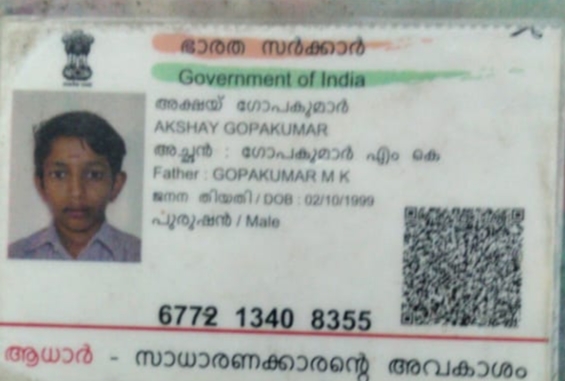 ഭാരത സർക്കാർ
Government of India
അക്ഷയ് ഗോപകുമാർ
AKSHAY GOPAKUMAR
അച്ഛൻ : ഗോപകുമാർ എം കെ
Father : GOPAKUMAR M K
ജനന തിയതി / DOB : 02/10/1999
പുരുഷൻ / Male
6772 1340 8355
ആധാർ - സാധാരണക്കാരന്റെ അവകാശം